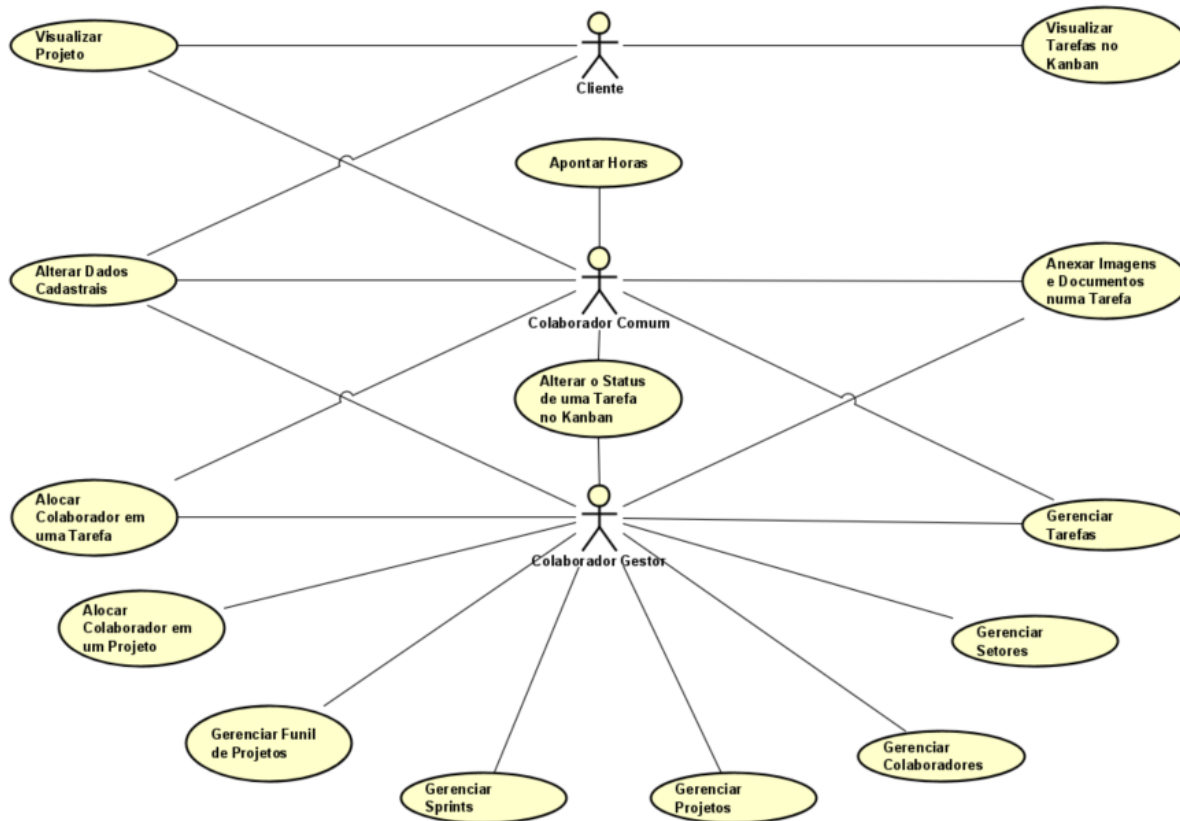 Visualizar
Projeto
Cliente
Visualizar
Tarefas no
Kanban
Apontar Horas
Alterar Dados
Cadastrais
Colaborador Comum
Anexar Imagens
e Documentos
numa Tarefa
Alterar o Status
de uma Tarefa
no Kanban
Alocar
Colaborador em
uma Tarefa
Colaborador Gestor
Gerenciar
Tarefas
Alocar
Colaborador em
um Projeto
Gerenciar
Setores
Gerenciar Funil
de Projetos
Gerenciar
Colaboradores
Gerenciar
Sprints
Gerenciar
Projetos